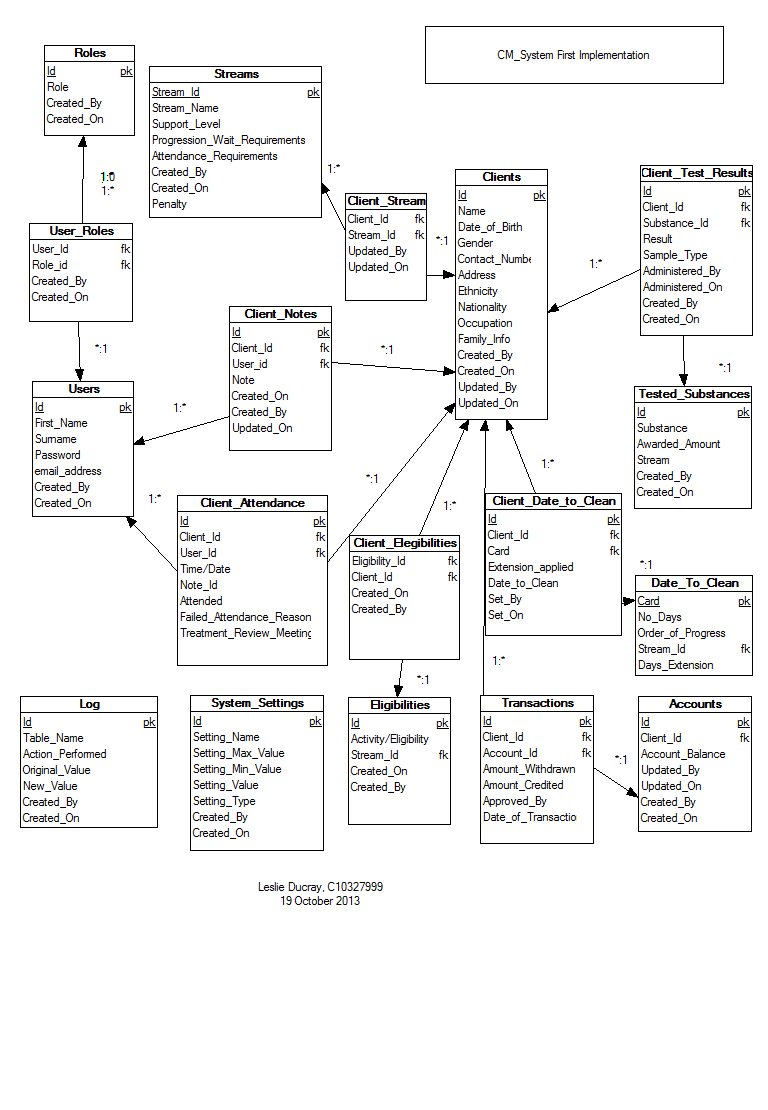 CM_System First Implementation
Roles
Id pk
Role
Created_By
Created_On
Streams
Stream_Id pk
Stream_Name
Support_Level
Progression_Wait_Requirements
Attendance_Requirements
Created_By
Created_On
Penalty
1:*
1:*
User_Roles
User_Id fk
Role_id fk
Created_By
Created_On
*:1
Client_Stream
Client_Id fk
Stream_Id fk
Updated_By
Updated_On
*:1
Clients
Id pk
Name
Date_of_Birth
Gender
Contact_Numbe
Address
Ethnicity
Nationality
Occupation
Family_Info
Created_By
Created_On
Updated_By
Updated_On
1:*
Client_Test_Results
Id pk
Client_Id fk
Substance_Id fk
Result
Sample_Type
Administered_By
Administered_On
Created_By
Created_On
*:1
Client_Notes
Id pk
Client_Id fk
User_id fk
Note
Created_On
Created_By
Updated_On
*:1
1:*
Users
Id pk
First_Name
Surname
Password
email_address
Created_By
Created_On
1:*
Tested_Substances
Id pk
Substance
Awarded_Amount
Stream
Created_By
Created_On
Client_Attendance
Id pk
Client_Id fk
User_Id fk
Time/Date
Note_Id
Attended
Failed_Attendance_Reason
Treatment_Review_Meeting
*:1
1:*
Client_Elegibilities
Eligibility_Id fk
Client_Id fk
Created_On
Created_By
*:1
1:*
Client_Date_to_Clean
Id pk
Client_Id fk
Card fk
Extension_applied
Date_to_Clean
Set_By
Set_On
*:1
Date_To_Clean
Card pk
No_Days
Order_of_Progress
Stream_Id fk
Days_Extension
1:*
Log
Id pk
Table_Name
Action_Performed
Original_Value
New_Value
Created_By
Created_On
System_Settings
Id pk
Setting_Name
Setting_Max_Value
Setting_Min_Value
Setting_Value
Setting_Type
Created_By
Created_On
Eligibilities
Id pk
Activity/Eligibility
Stream_Id fk
Created_On
Created_By
Transactions
Id pk
Client_Id fk
Account_Id fk
Amount_Withdrawn
Amount_Credited
Approved_By
Date_of_Transactio
*:1
Accounts
Id pk
Client_Id fk
Account_Balance
Updated_By
Updated_On
Created_By
Created_On
Leslie Ducray, C10327999
19 October 2013